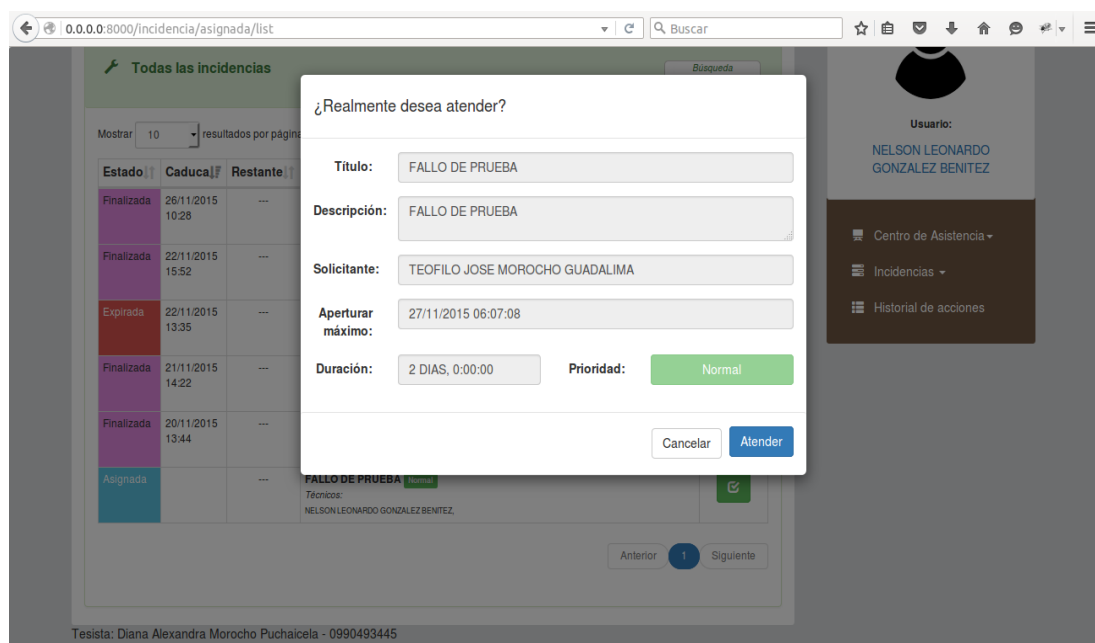 0.0.0.0:8000/incidencia/asignada/list
Buscar
Todas las incidencias
Búsqueda
Mostrar 10 resultados por página
Estado Caduca Restante
Finalizada 26/11/2015 10:28 ---
Finalizada 22/11/2015 15:52 ---
Expirada 22/11/2015 13:35 ---
Finalizada 21/11/2015 14:22 ---
Finalizada 20/11/2015 13:44 ---
Asignada --- FALLO DE PRUEBA Normal
Técnicos:
NELSON LEONARDO GONZALEZ BENITEZ,
Anterior 1 Siguiente
¿Realmente desea atender?
Título: FALLO DE PRUEBA
Descripción: FALLO DE PRUEBA
Solicitante: TEOFILO JOSE MOROCHO GUADALIMA
Aperturar máximo: 27/11/2015 06:07:08
Duración: 2 DIAS, 0:00:00 Prioridad: Normal
Cancelar Atender
Usuario:
NELSON LEONARDO
GONZALEZ BENITEZ
Centro de Asistencia
Incidencias
Historial de acciones
Tesista: Diana Alexandra Morocho Puchaicela - 0990493445